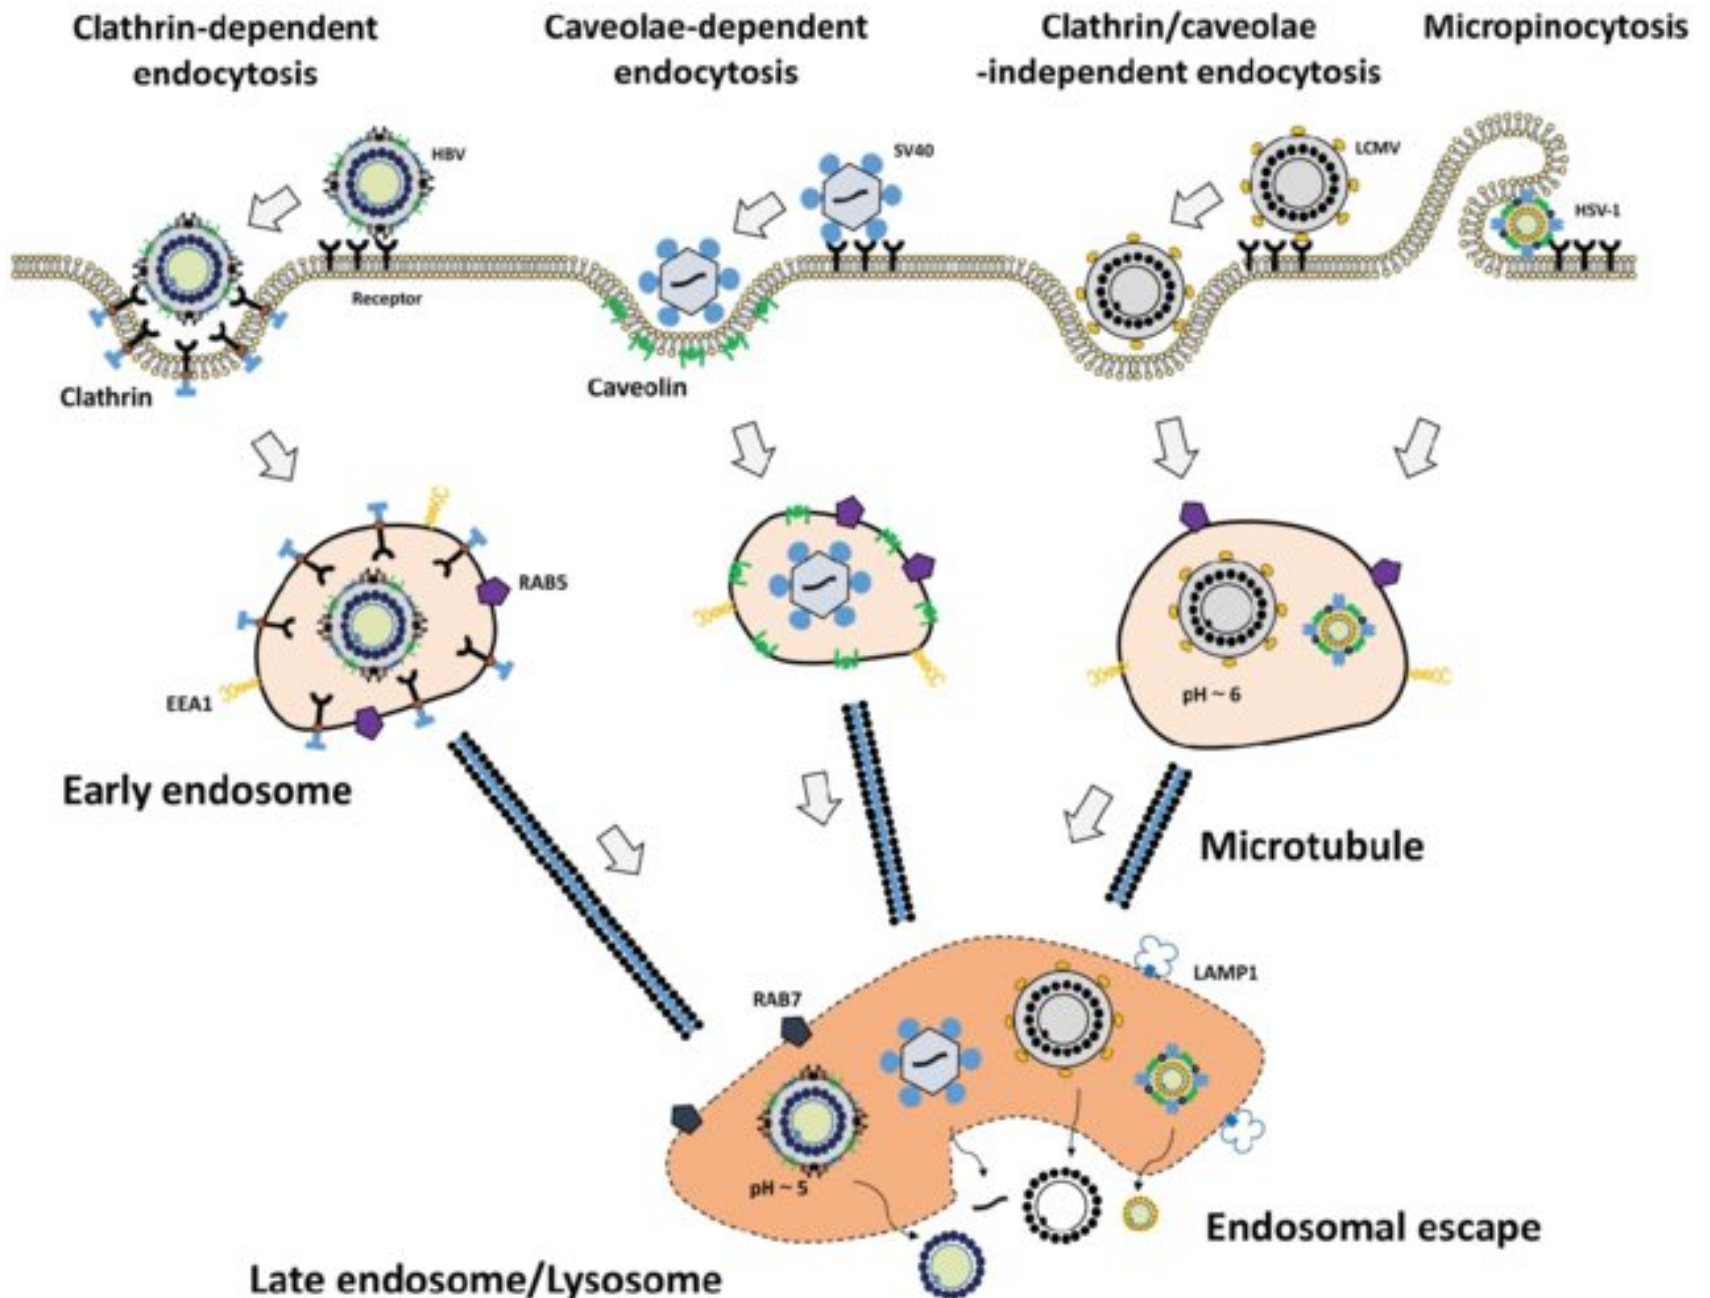 Clathrin-dependent
endocytosis
Caveolae-dependent
endocytosis
Clathrin/caveolae
-independent endocytosis
Micropinocytosis
HBV
SV40
LCMV
HSV-1
Receptor
Clathrin
Caveolin
RAB5
EEA1
pH ~ 6
Early endosome
Microtubule
RAB7
LAMP1
pH ~ 5
Endosomal escape
Late endosome/Lysosome